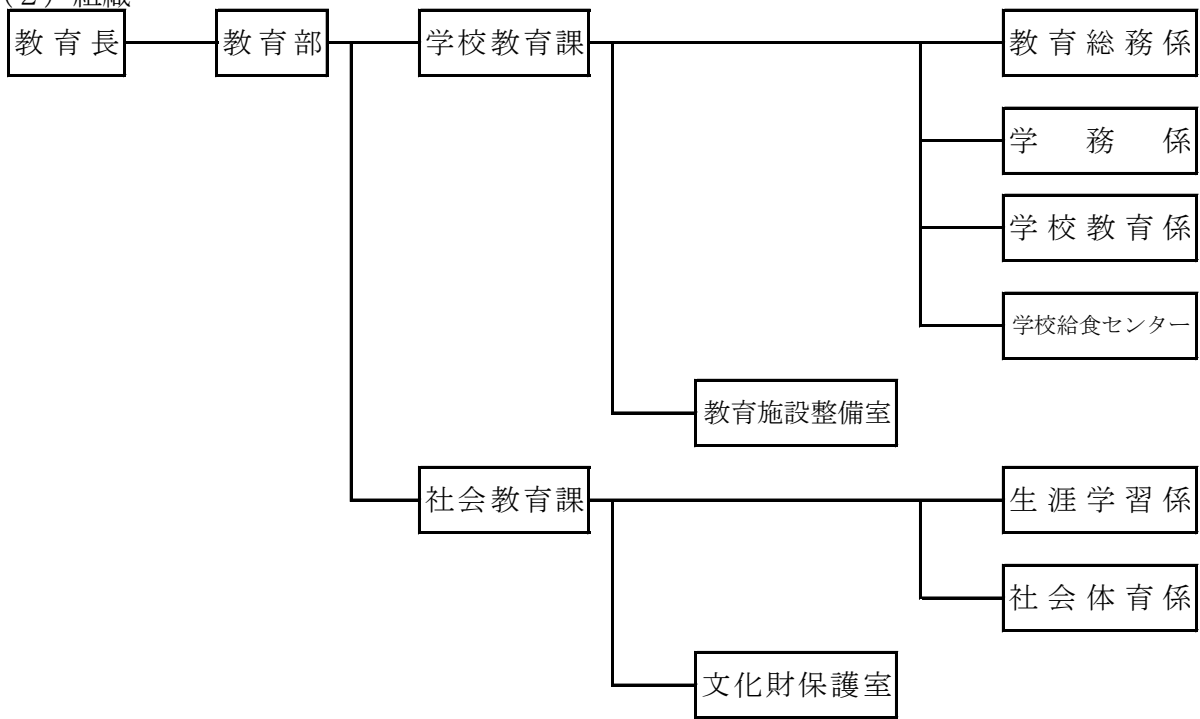 (2) 組織
教育長 教育部 学校教育課 教育総務係
学務係
学校教育係
学校給食センター
教育施設整備室
社会教育課 生涯学習係
社会体育係
文化財保護室